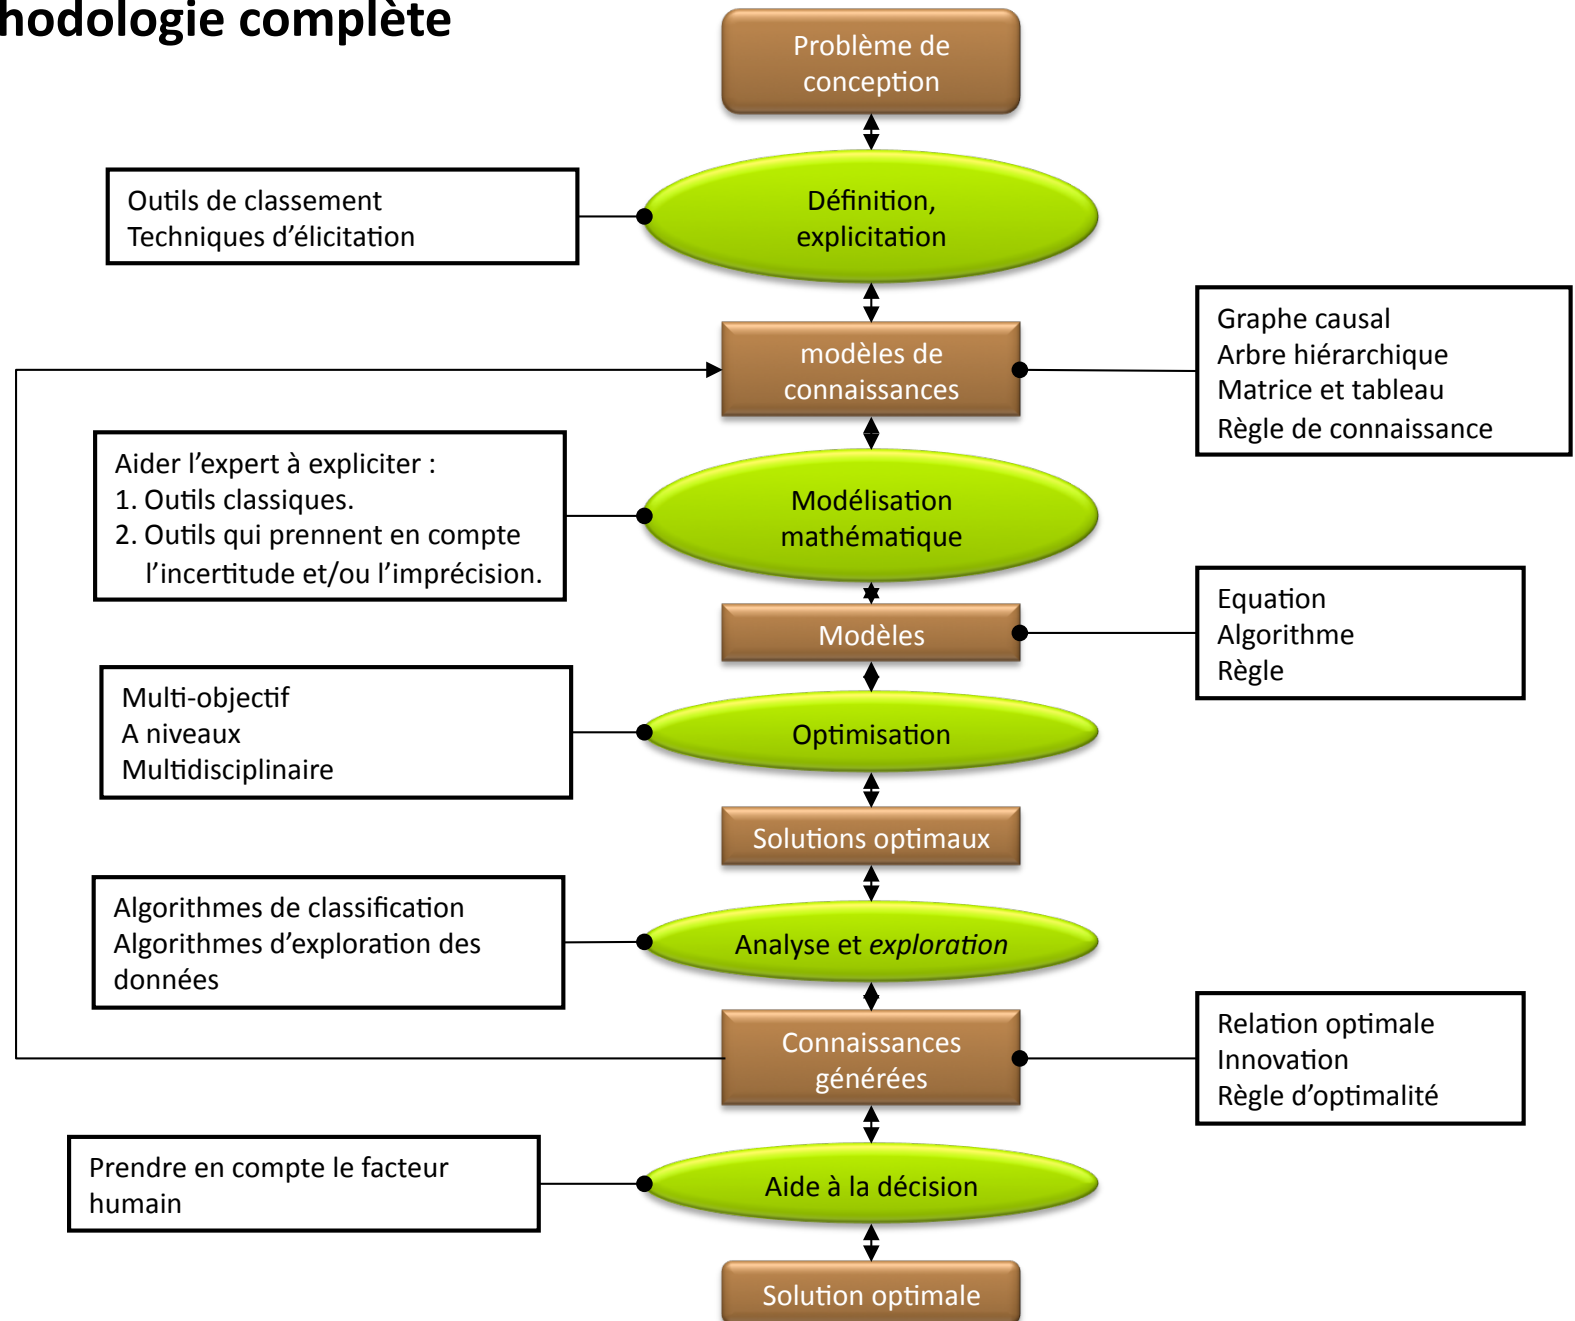 hodologie complète
Problème de
conception
Outils de classement
Techniques d'élicitation
Définition,
explicitation
modèles de
connaissances
Graphe causal
Arbre hiérarchique
Matrice et tableau
Règle de connaissance
Aider l'expert à expliciter :
1. Outils classiques.
2. Outils qui prennent en compte
l'incertitude et/ou l'imprécision.
Modélisation
mathématique
Modèles
Equation
Algorithme
Règle
Multi-objectif
A niveaux
Multidisciplinaire
Optimisation
Solutions optimaux
Algorithmes de classification
Algorithmes d'exploration des
données
Analyse et exploration
Connaissances
générées
Relation optimale
Innovation
Règle d'optimalité
Prendre en compte le facteur
humain
Aide à la décision
Solution optimale